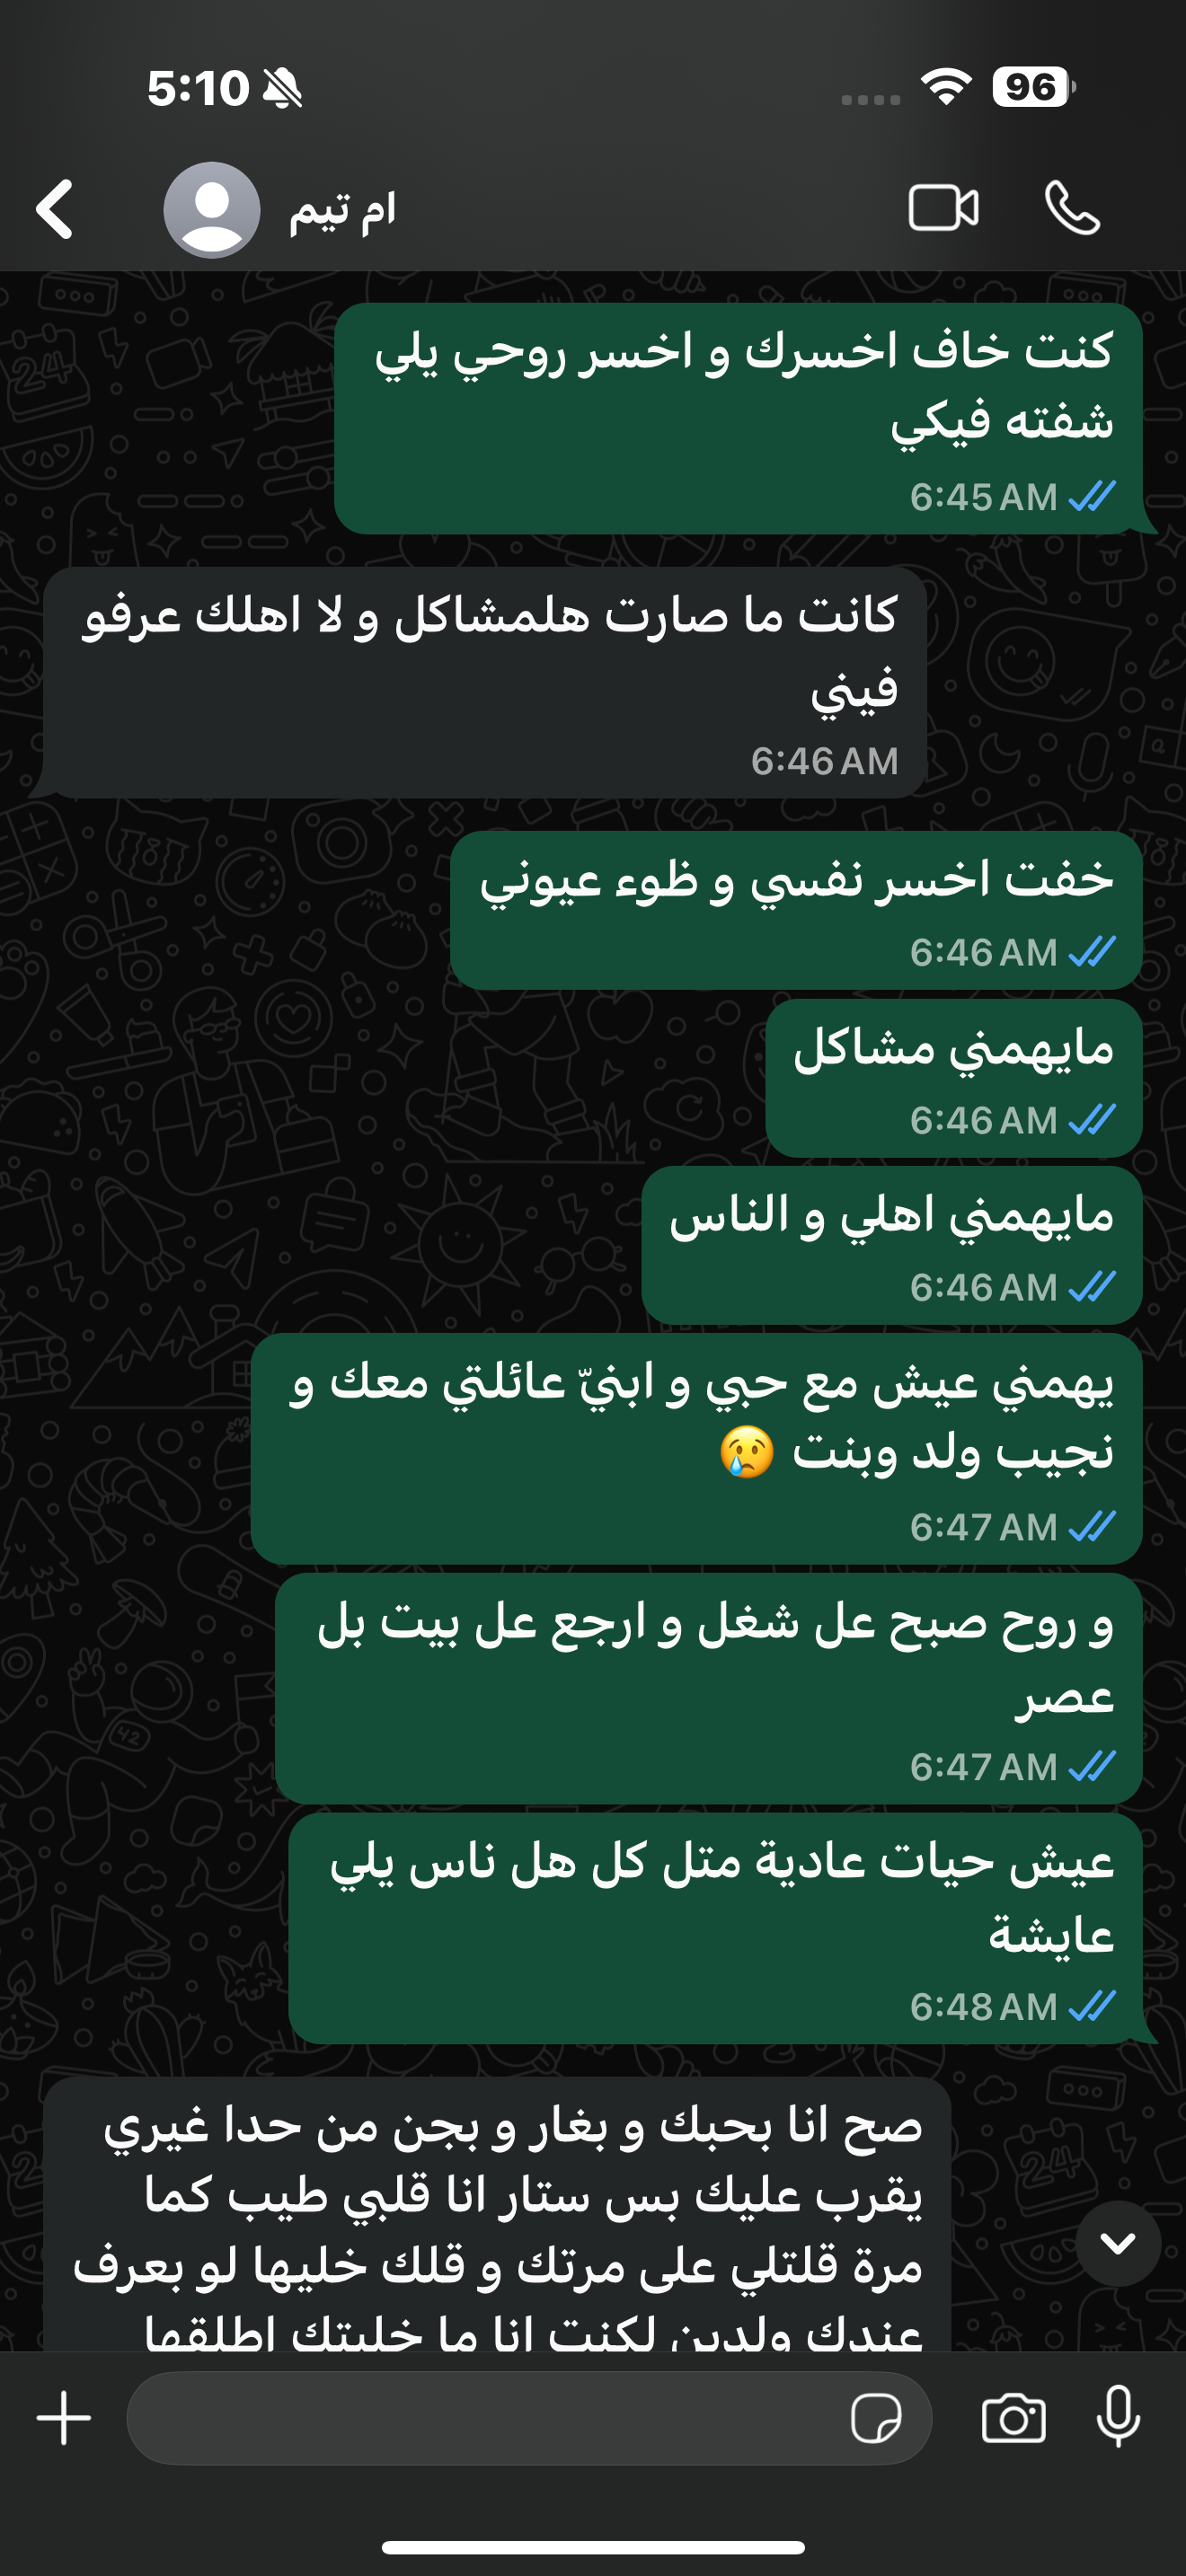 5:10
96
ام تيم
كنت خاف اخسرك و اخسر روحي يلي
شفته فيكي
6:45 AM
كانت ما صارت هلمشاكل و لا اهلك عرفو
فيني
6:46 AM
خفت اخسر نفسي و ظوء عيوني
6:46 AM
مايهمني مشاكل
6:46 AM
مايهمني اهلي و الناس
6:46 AM
يهمني عيش مع حبي و ابنيّ عائلتي معك و
نجيب ولد وبنت 😢
6:47 AM
و روح صبح عل شغل و ارجع عل بيت بل
عصر
6:47 AM
عيش حيات عادية متل كل هل ناس يلي
عايشة
6:48 AM
صح انا بحبك و بغار و بجن من حدا غيري
يقرب عليك بس ستار انا قلبي طيب كما
مرة قلتلي على مرتك و قلك خليها لو بعرف
عندك ولدين لكنت انا ما خليتك اطلقها